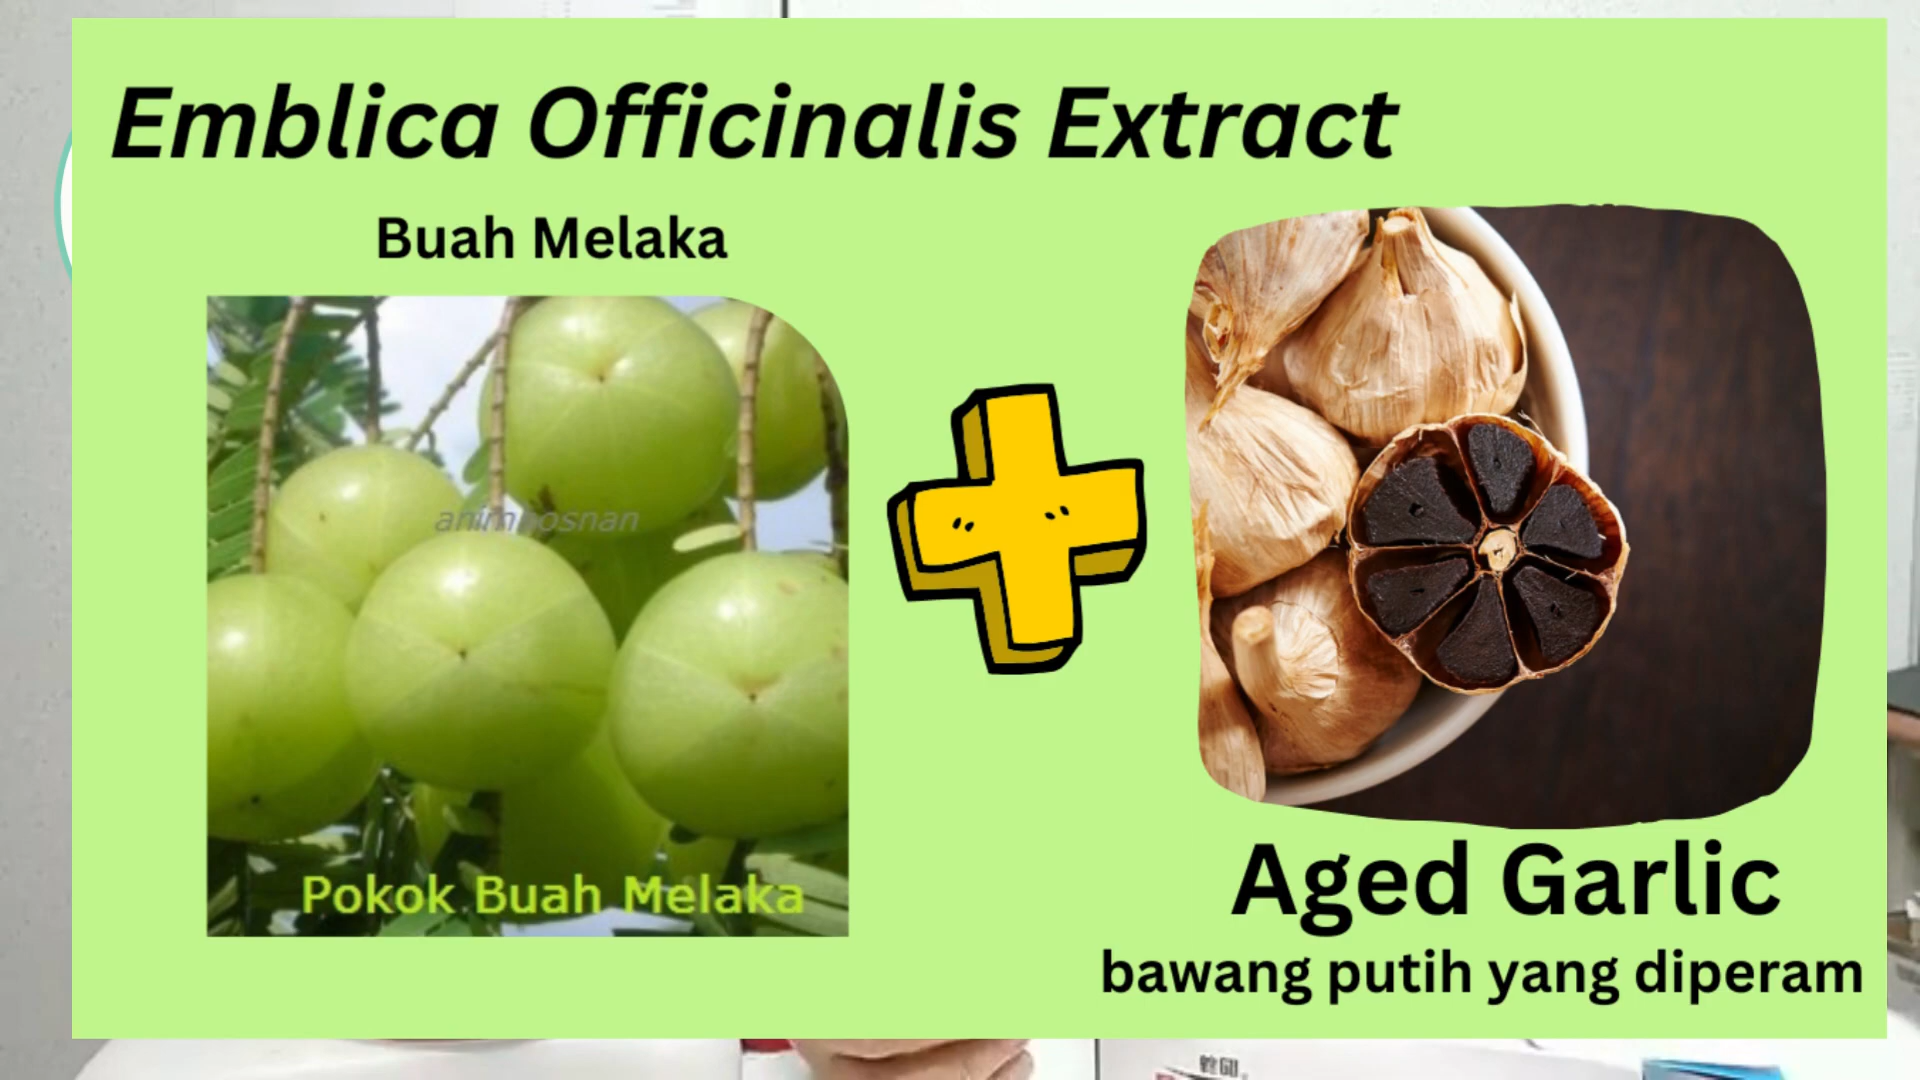 Emblica Officinalis Extract
Buah Melaka
Pokok Buah Melaka
Aged Garlic
bawang putih yang diperam